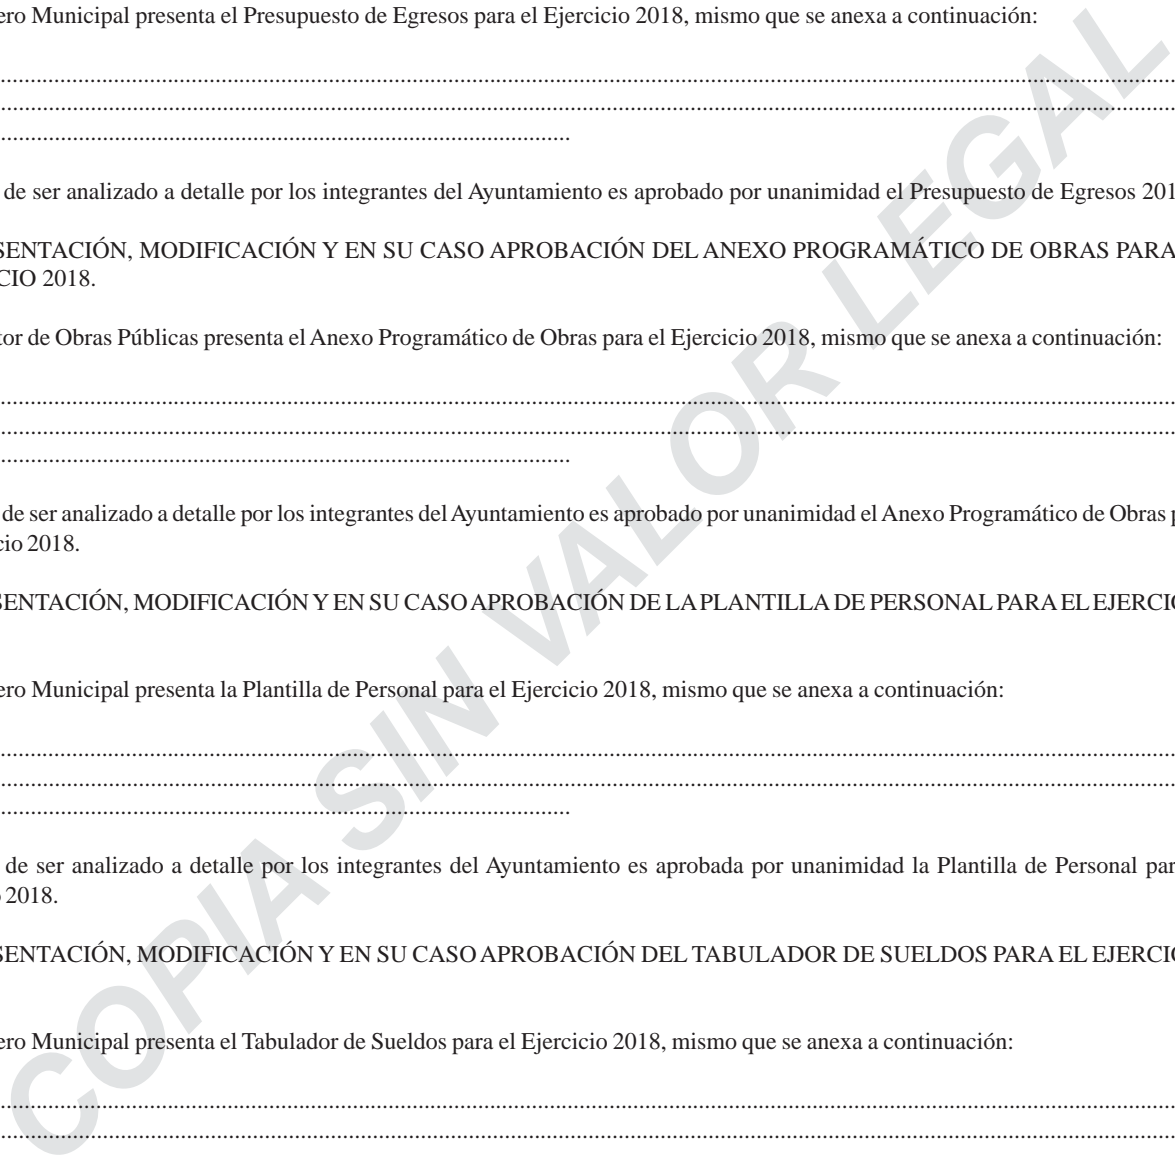 ero Municipal presenta el Presupuesto de Egresos para el Ejercicio 2018, mismo que se anexa a continuación:
....................................................................................................
....................................................................................................
....................................................................................................
de ser analizado a detalle por los integrantes del Ayuntamiento es aprobado por unanimidad el Presupuesto de Egresos 201
SENTACIÓN, MODIFICACIÓN Y EN SU CASO APROBACIÓN DEL ANEXO PROGRAMÁTICO DE OBRAS PARA
CIO 2018.
tor de Obras Públicas presenta el Anexo Programático de Obras para el Ejercicio 2018, mismo que se anexa a continuación:
....................................................................................................
....................................................................................................
....................................................................................................
de ser analizado a detalle por los integrantes del Ayuntamiento es aprobado por unanimidad el Anexo Programático de Obras p
cio 2018.
SENTACIÓN, MODIFICACIÓN Y EN SU CASO APROBACIÓN DE LA PLANTILLA DE PERSONAL PARA EL EJERCIC
ero Municipal presenta la Plantilla de Personal para el Ejercicio 2018, mismo que se anexa a continuación:
....................................................................................................
....................................................................................................
....................................................................................................
de ser analizado a detalle por los integrantes del Ayuntamiento es aprobada por unanimidad la Plantilla de Personal par
2018.
SENTACIÓN, MODIFICACIÓN Y EN SU CASO APROBACIÓN DEL TABULADOR DE SUELDOS PARA EL EJERCIC
ero Municipal presenta el Tabulador de Sueldos para el Ejercicio 2018, mismo que se anexa a continuación:
....................................................................................................
....................................................................................................
COPIA SIN VALOR LEGAL